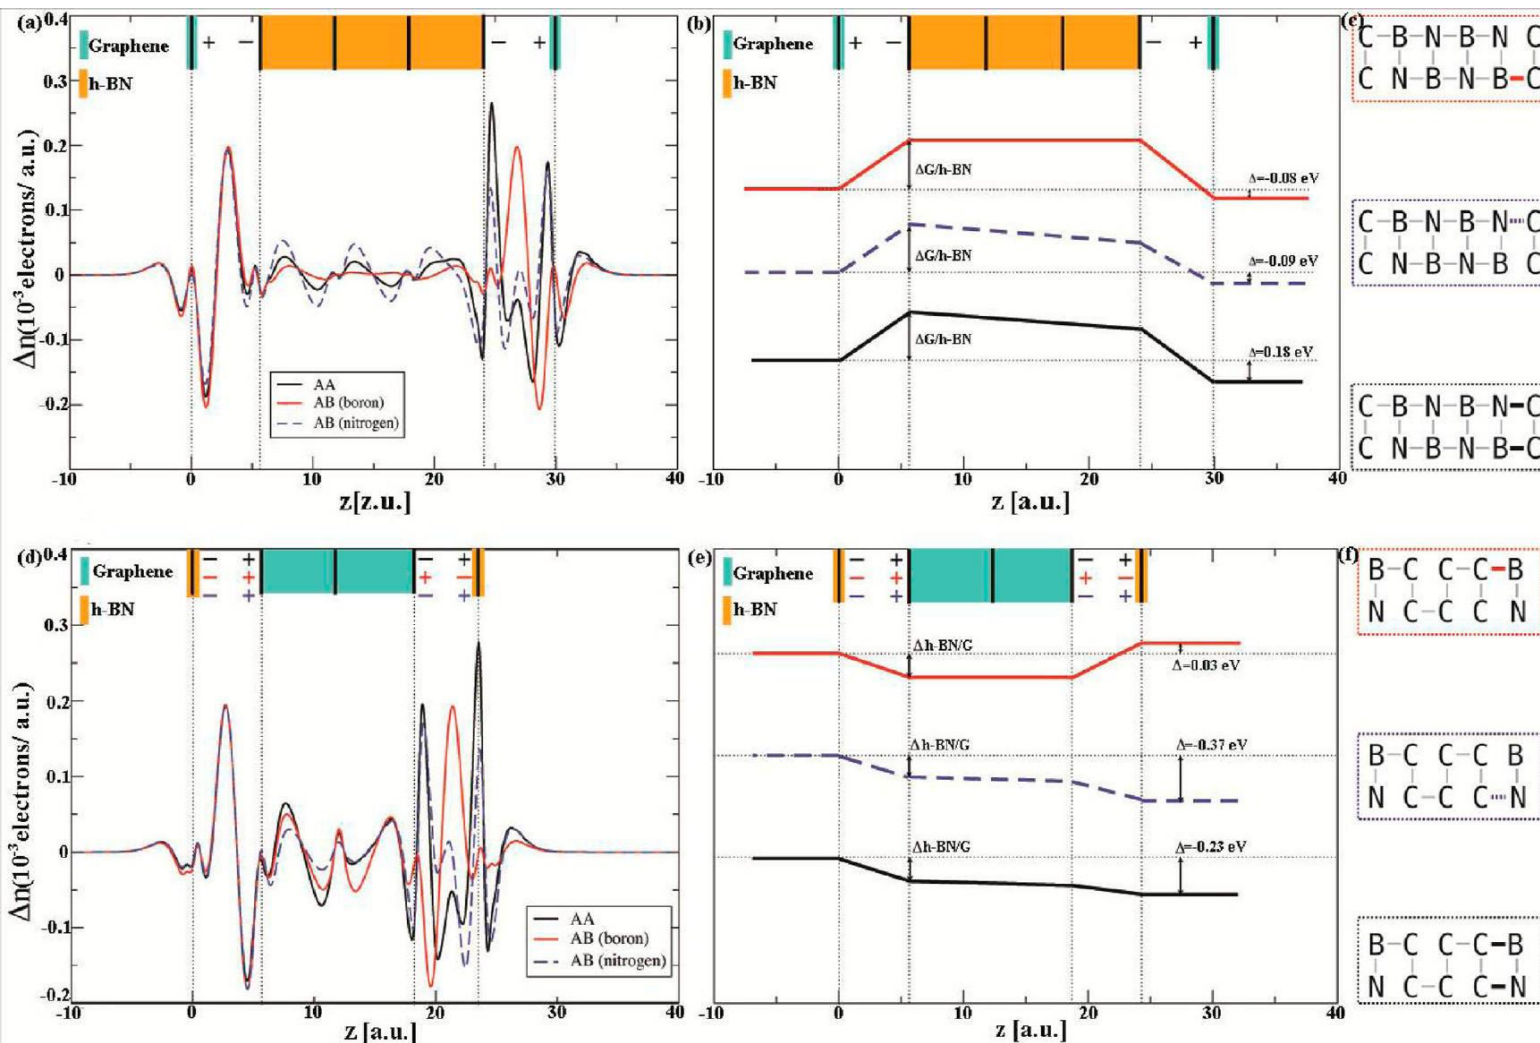 (a)
0.4
0.3
0.2
0.1
0
-0.1
-0.2
Δn(10⁻³electrons/ a.u.)
Graphene
h-BN
+ − − +
AA
AB (boron)
AB (nitrogen)
-10 0 10 20 30 40
z[z.u.]
(b)
Graphene
h-BN
+ − − +
ΔG/h-BN
Δ=-0.08 eV
ΔG/h-BN
Δ=-0.09 eV
ΔG/h-BN
Δ=0.18 eV
-10 0 10 20 30 40
z [a.u.]
(c)
C B N B N C
C N B N B C
C B N B N C
C N B N B C
C B N B N C
C N B N B C
(d)
0.4
0.3
0.2
0.1
0
-0.1
-0.2
Δn(10⁻³electrons/ a.u.)
Graphene
h-BN
− + − +
− + + −
− + − +
AA
AB (boron)
AB (nitrogen)
-10 0 10 20 30 40
z [a.u.]
(e)
Graphene
h-BN
− + − +
− + + −
− + − +
Δ h-BN/G
Δ=0.03 eV
Δ h-BN/G
Δ=-0.37 eV
Δ h-BN/G
Δ=-0.23 eV
-10 0 10 20 30 40
z [a.u.]
(f)
B C C C B
N C C C N
B C C C B
N C C C N
B C C C B
N C C C N